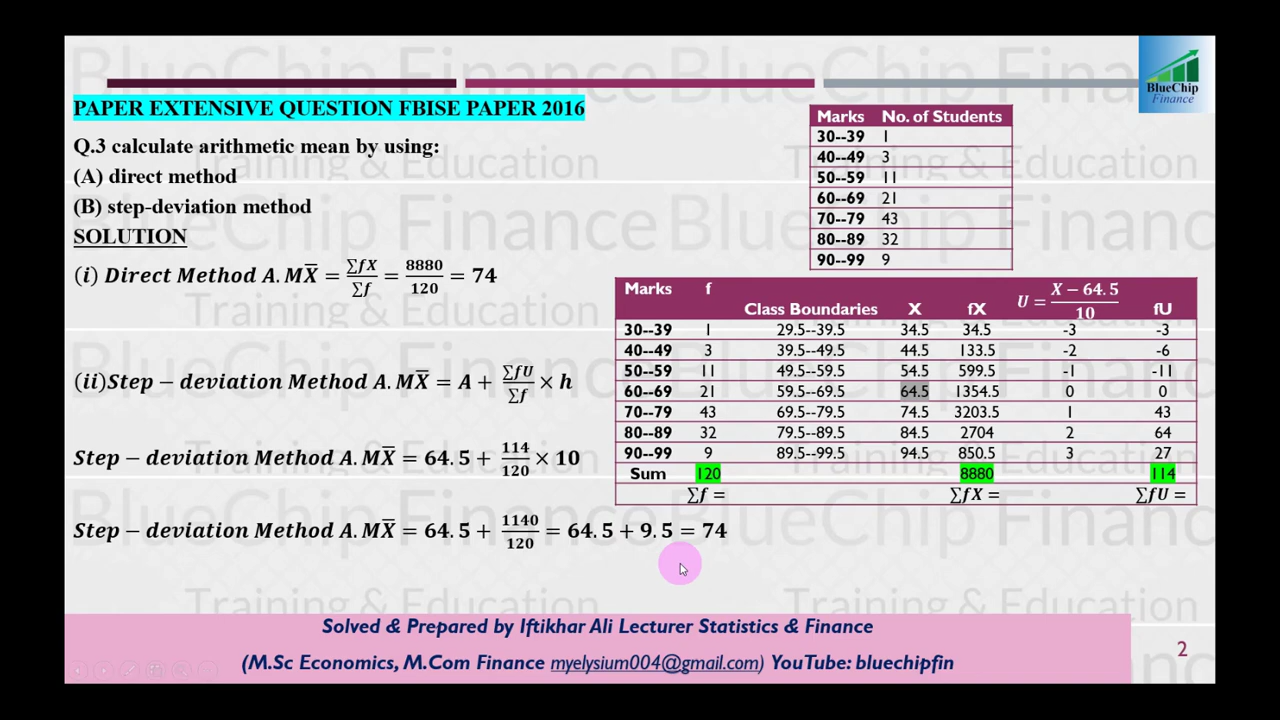 BlueChip Finance
PAPER EXTENSIVE QUESTION FBISE PAPER 2016
Q.3 calculate arithmetic mean by using:
(A) direct method
(B) step-deviation method
SOLUTION
(i) Direct Method A.M X̅ = ∑fX / ∑f = 8880 / 120 = 74
(ii)Step − deviation Method A.M X̅ = A + ∑fU / ∑f × h
Step − deviation Method A.M X̅ = 64.5 + 114 / 120 × 10
Step − deviation Method A.M X̅ = 64.5 + 1140 / 120 = 64.5 + 9.5 = 74
Marks No. of Students
30--39 1
40--49 3
50--59 11
60--69 21
70--79 43
80--89 32
90--99 9
Marks f Class Boundaries X fX U = X − 64.5 / 10 fU
30--39 1 29.5--39.5 34.5 34.5 -3 -3
40--49 3 39.5--49.5 44.5 133.5 -2 -6
50--59 11 49.5--59.5 54.5 599.5 -1 -11
60--69 21 59.5--69.5 64.5 1354.5 0 0
70--79 43 69.5--79.5 74.5 3203.5 1 43
80--89 32 79.5--89.5 84.5 2704 2 64
90--99 9 89.5--99.5 94.5 850.5 3 27
Sum 120 8880 114
∑f = ∑fX = ∑fU =
Solved & Prepared by Iftikhar Ali Lecturer Statistics & Finance
(M.Sc Economics, M.Com Finance myelysium004@gmail.com) YouTube: bluechipfin
2
BlueChip Finance
Training & Education